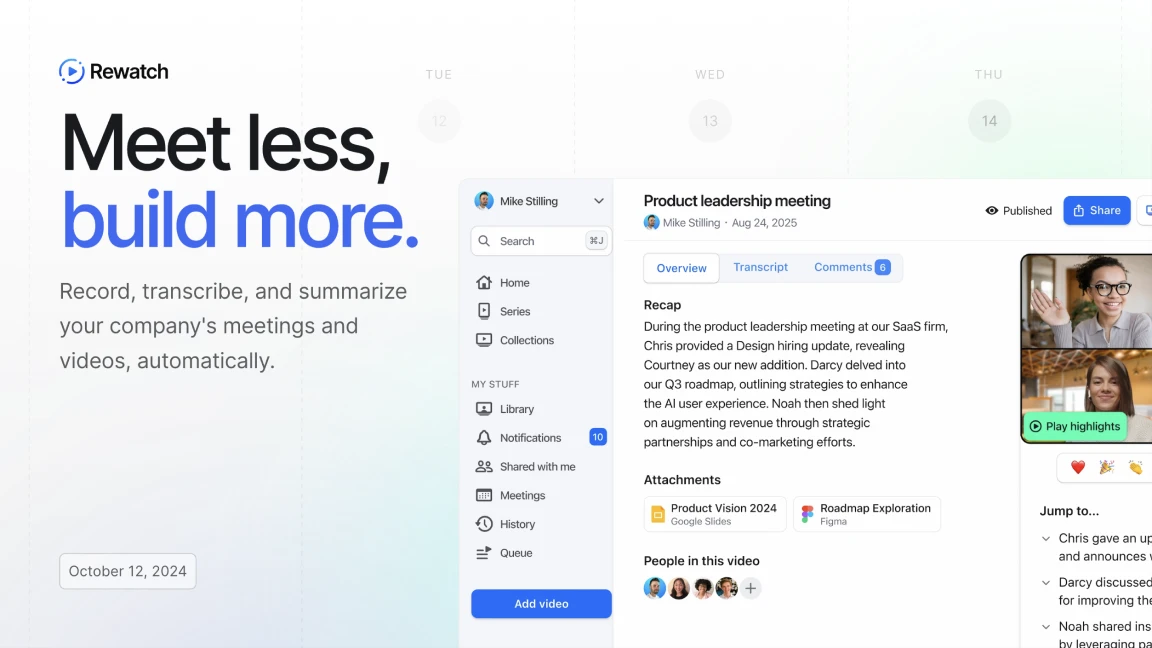 Rewatch
Meet less,
build more.
Record, transcribe, and summarize
your company's meetings and
videos, automatically.
October 12, 2024
TUE
WED
THU
12
13
14
Mike Stilling
Search
⌘J
Home
Series
Collections
MY STUFF
Library
Notifications
10
Shared with me
Meetings
History
Queue
Add video
Product leadership meeting
Mike Stilling · Aug 24, 2025
Published
Share
Overview
Transcript
Comments 6
Recap
During the product leadership meeting at our SaaS firm,
Chris provided a Design hiring update, revealing
Courtney as our new addition. Darcy delved into
our Q3 roadmap, outlining strategies to enhance
the AI user experience. Noah then shed light
on augmenting revenue through strategic
partnerships and co-marketing efforts.
Attachments
Product Vision 2024
Google Slides
Roadmap Exploration
Figma
People in this video
Play highlights
Jump to...
Chris gave an up
and announces
Darcy discussed
for improving the
Noah shared ins
by leveraging pa